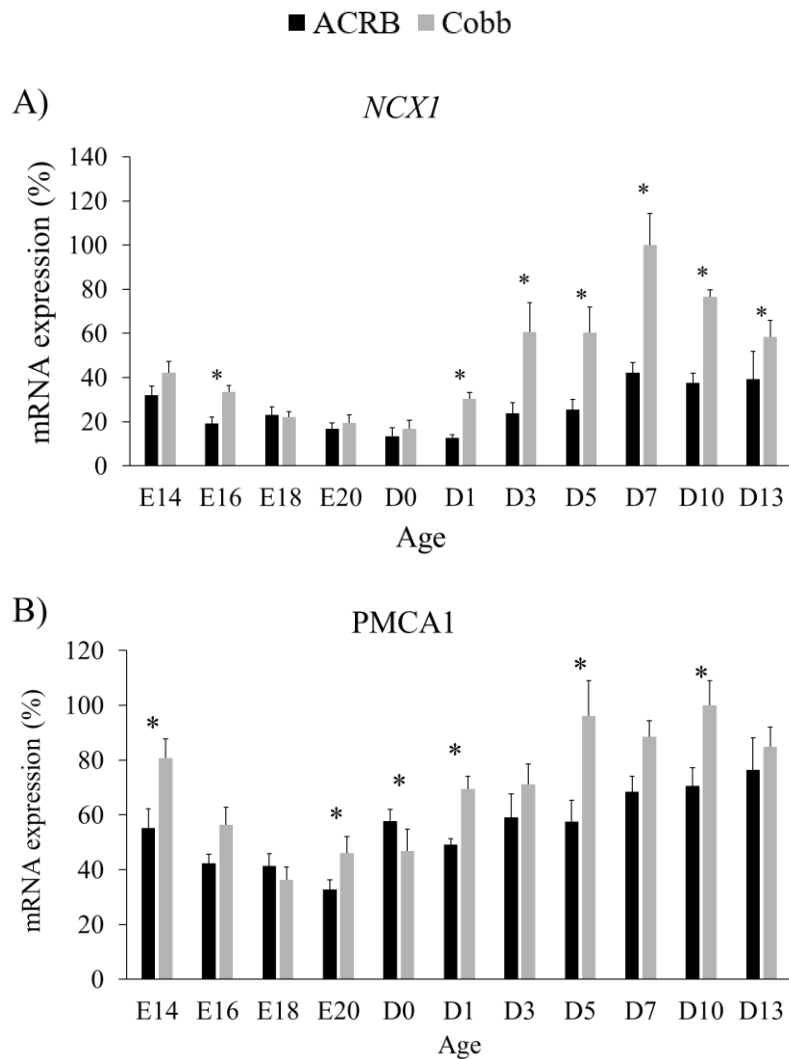 ACRB Cobb
A)
NCX1
mRNA expression (%)
140
120
100
80
60
40
20
0
* * * * * * *
E14 E16 E18 E20 D0 D1 D3 D5 D7 D10 D13
Age
B)
PMCA1
mRNA expression (%)
120
100
80
60
40
20
0
* * * * * *
E14 E16 E18 E20 D0 D1 D3 D5 D7 D10 D13
Age